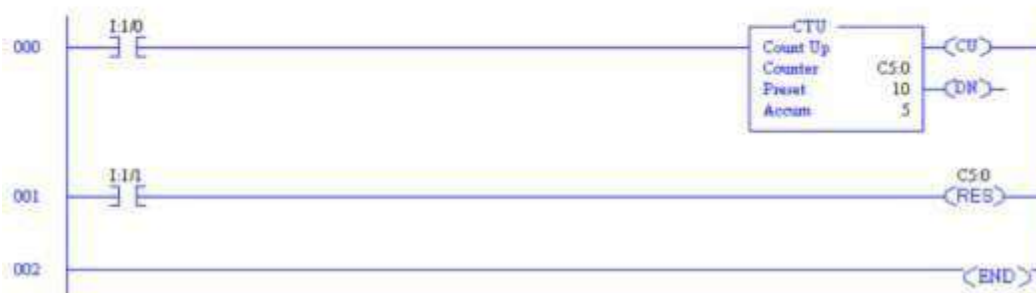 I:1/0
CTU
000
Count Up
CU
Counter C5:0
Preset 10
DN
Accum 5
I:1/1
C5:0
001
RES
002
END